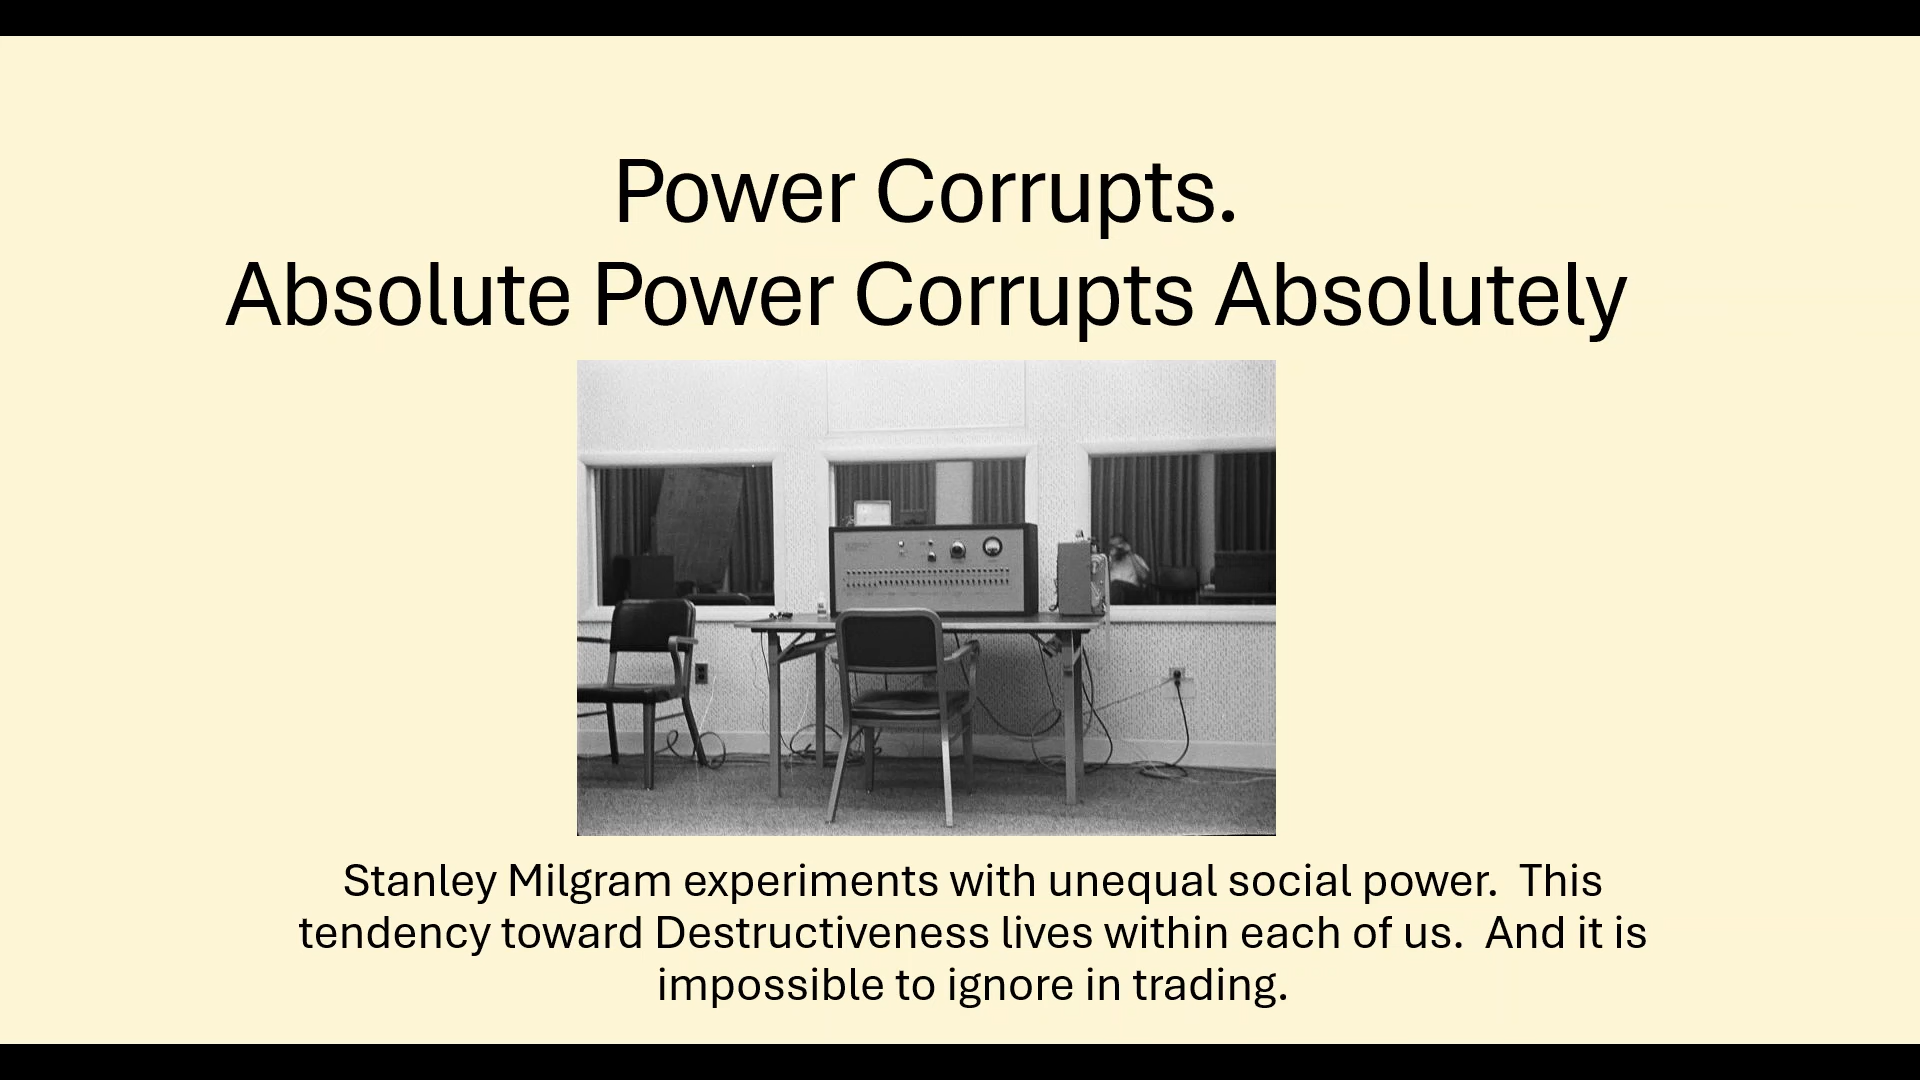 Power Corrupts.
Absolute Power Corrupts Absolutely
Stanley Milgram experiments with unequal social power.  This
tendency toward Destructiveness lives within each of us.  And it is
impossible to ignore in trading.